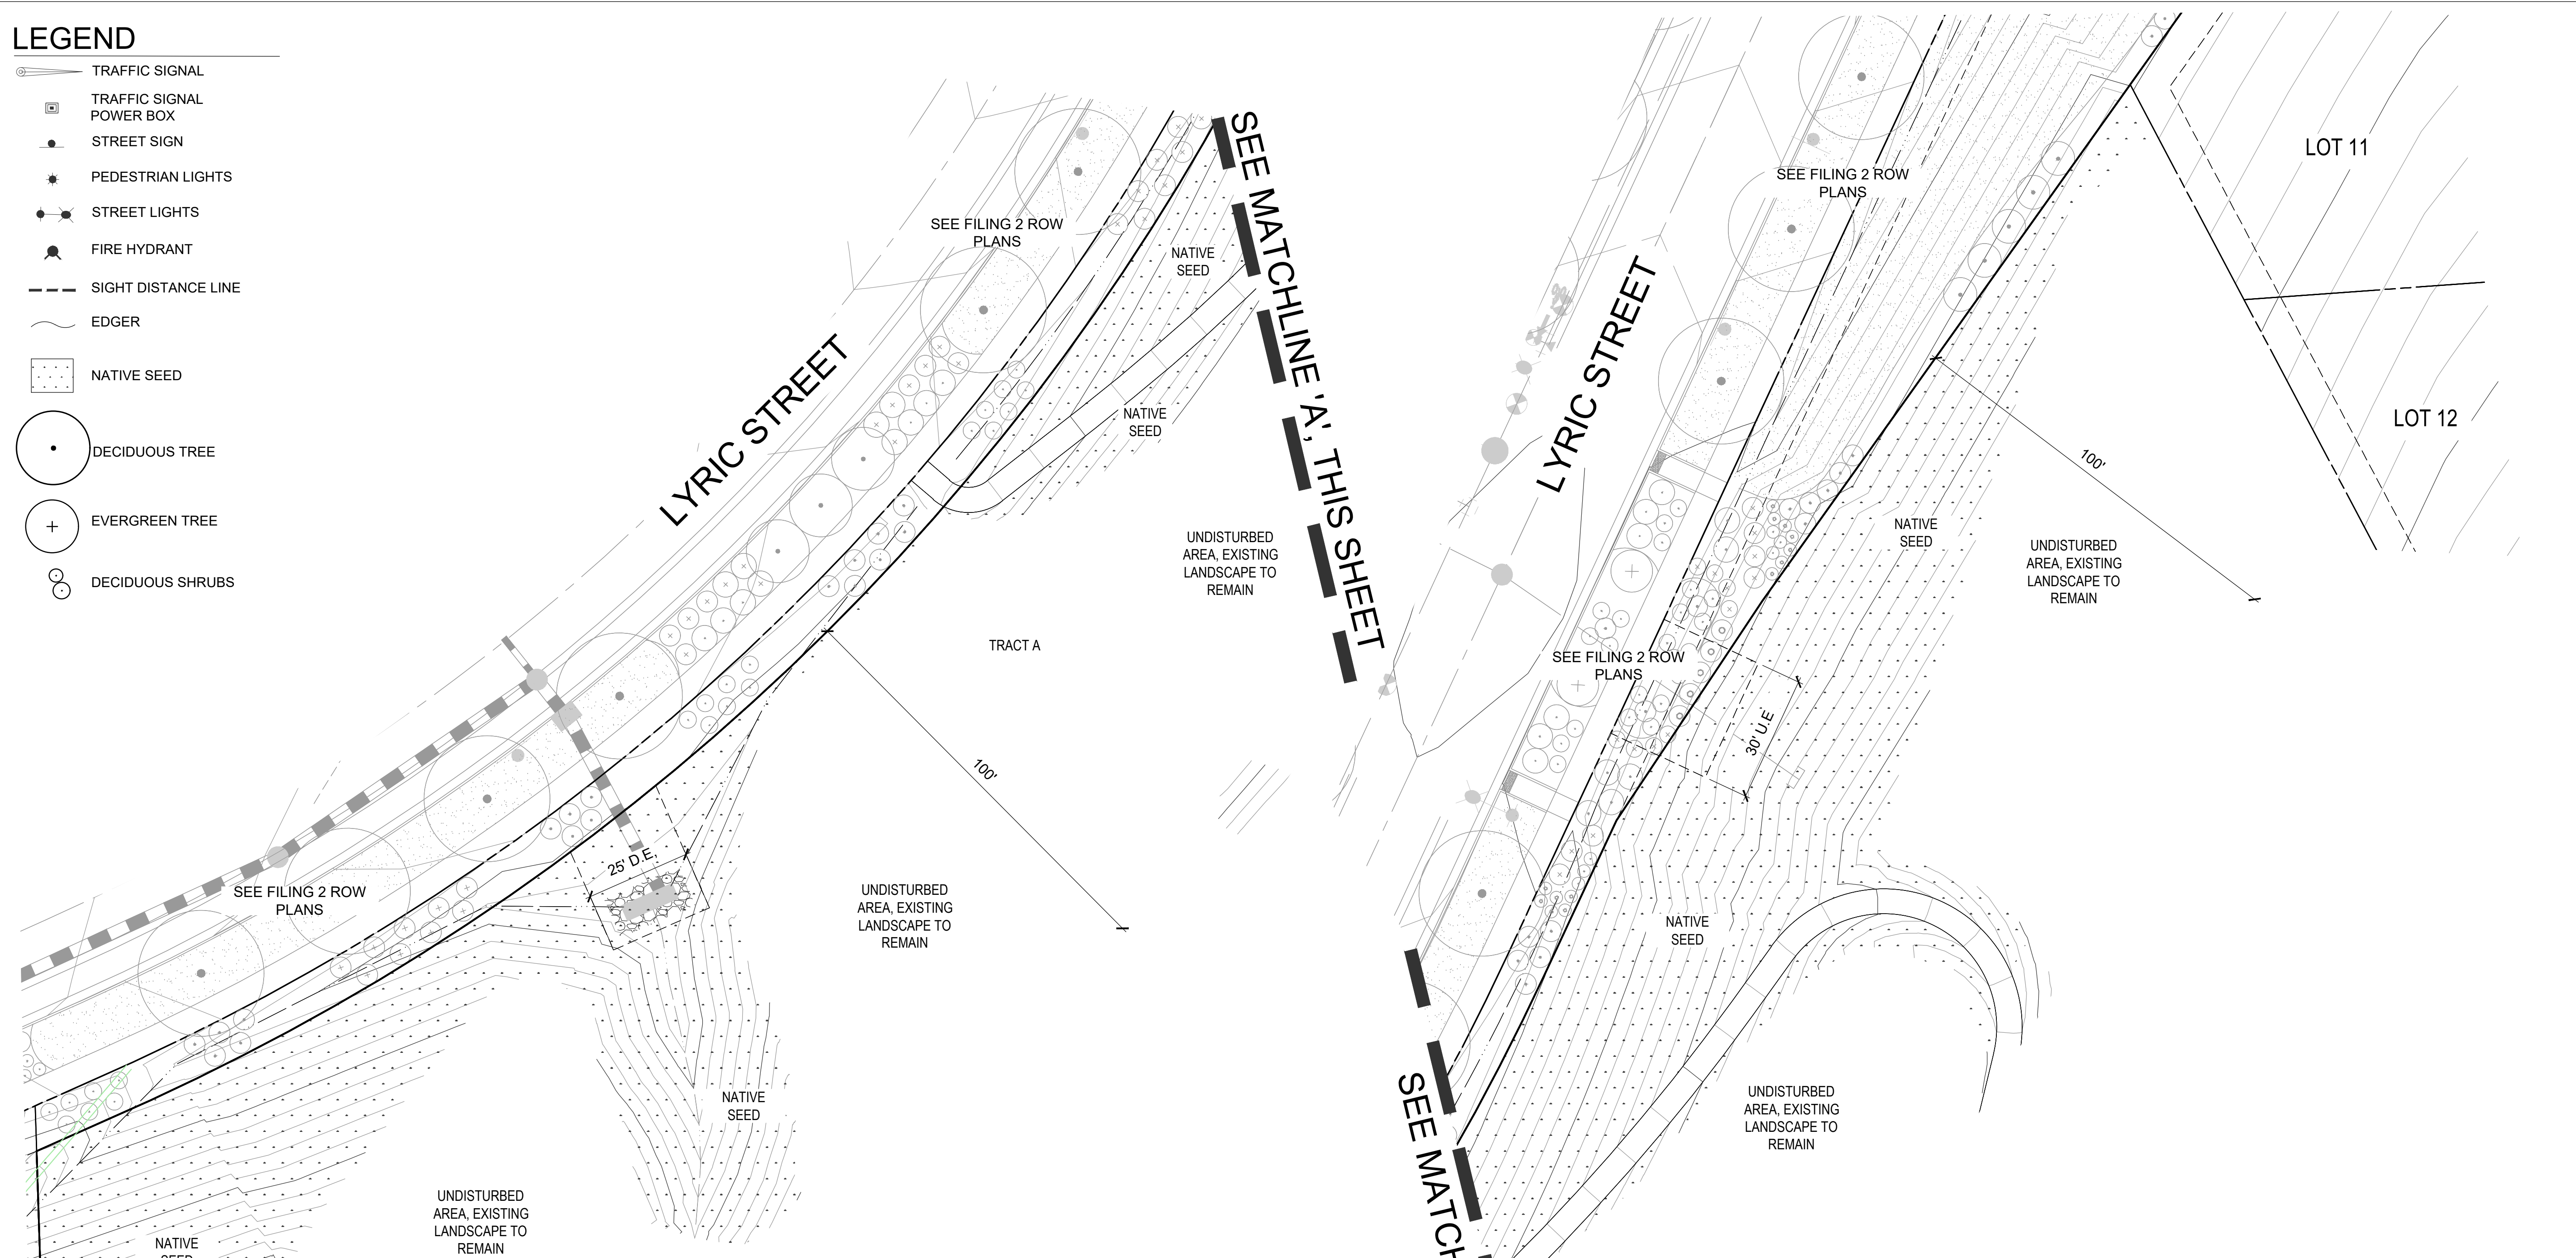 LEGEND
TRAFFIC SIGNAL
TRAFFIC SIGNAL
POWER BOX
STREET SIGN
PEDESTRIAN LIGHTS
STREET LIGHTS
FIRE HYDRANT
SIGHT DISTANCE LINE
EDGER
NATIVE SEED
DECIDUOUS TREE
EVERGREEN TREE
DECIDUOUS SHRUBS
LYRIC STREET
SEE FILING 2 ROW
PLANS
NATIVE
SEED
NATIVE
SEED
SEE MATCHLINE 'A', THIS SHEET
UNDISTURBED
AREA, EXISTING
LANDSCAPE TO
REMAIN
TRACT A
100'
25' D.E.
SEE FILING 2 ROW
PLANS
UNDISTURBED
AREA, EXISTING
LANDSCAPE TO
REMAIN
NATIVE
SEED
UNDISTURBED
AREA, EXISTING
LANDSCAPE TO
REMAIN
NATIVE
SEED
LYRIC STREET
SEE FILING 2 ROW
PLANS
LOT 11
LOT 12
100'
NATIVE
SEED
UNDISTURBED
AREA, EXISTING
LANDSCAPE TO
REMAIN
SEE FILING 2 ROW
PLANS
30' U.E
NATIVE
SEED
UNDISTURBED
AREA, EXISTING
LANDSCAPE TO
REMAIN
SEE MATCH